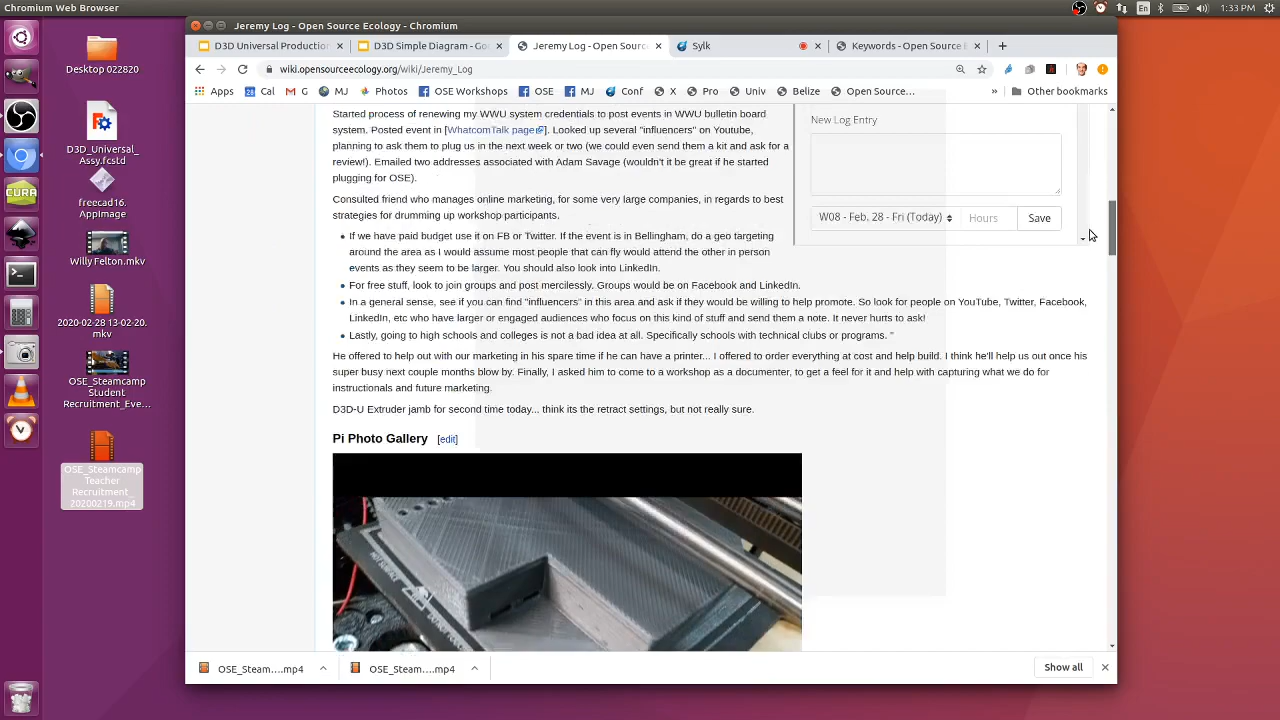 Chromium Web Browser
En
1:33 PM
Jeremy Log - Open Source Ecology - Chromium
D3D Universal Production
D3D Simple Diagram - Go
Jeremy Log - Open Source
Sylk
Keywords - Open Source E
wiki.opensourceecology.org/wiki/Jeremy_Log
Apps
28 Cal
G
MJ
Photos
OSE Workshops
OSE
MJ
Conf
X
Pro
Univ
Belize
Open Source...
»
Other bookmarks
Desktop 022820
D3D_Universal_
Assy.fcstd
freecad16.
AppImage
Willy Felton.mkv
2020-02-28 13-02-20.
mkv
OSE_Steamcamp
Student
Recruitment_Eve...
OSE_Steamcamp
Teacher
Recruitment_
20200219.mp4
CURA
Started process of renewing my WWU system credentials to post events in WWU bulletin board
system. Posted event in [WhatcomTalk page]. Looked up several "influencers" on Youtube,
planning to ask them to plug us in the next week or two (we could even send them a kit and ask for a
review!). Emailed two addresses associated with Adam Savage (wouldn't it be great if he started
plugging for OSE).
New Log Entry
W08 - Feb. 28 - Fri (Today)
Hours
Save
Consulted friend who manages online marketing, for some very large companies, in regards to best
strategies for drumming up workshop participants.
• If we have paid budget use it on FB or Twitter. If the event is in Bellingham, do a geo targeting
around the area as I would assume most people that can fly would attend the other in person
events as they seem to be larger. You should also look into LinkedIn.
• For free stuff, look to join groups and post mercilessly. Groups would be on Facebook and LinkedIn.
• In a general sense, see if you can find "influencers" in this area and ask if they would be willing to help promote. So look for people on YouTube, Twitter, Facebook,
LinkedIn, etc who have larger or engaged audiences who focus on this kind of stuff and send them a note. It never hurts to ask!
• Lastly, going to high schools and colleges is not a bad idea at all. Specifically schools with technical clubs or programs. "
He offered to help out with our marketing in his spare time if he can have a printer... I offered to order everything at cost and help build. I think he'll help us out once his
super busy next couple months blow by. Finally, I asked him to come to a workshop as a documenter, to get a feel for it and help with capturing what we do for
instructionals and future marketing.
D3D-U Extruder jamb for second time today... think its the retract settings, but not really sure.
Pi Photo Gallery [edit]
OSE_Steam....mp4
OSE_Steam....mp4
Show all